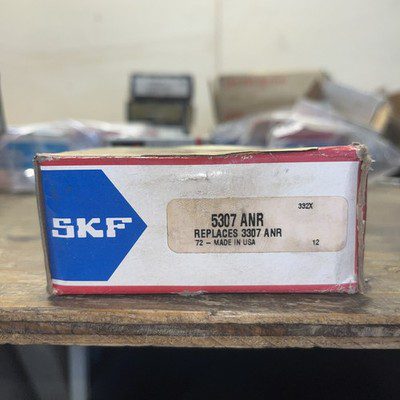 SKF
332X
5307 ANR
REPLACES 3307 ANR
72 - MADE IN USA 12